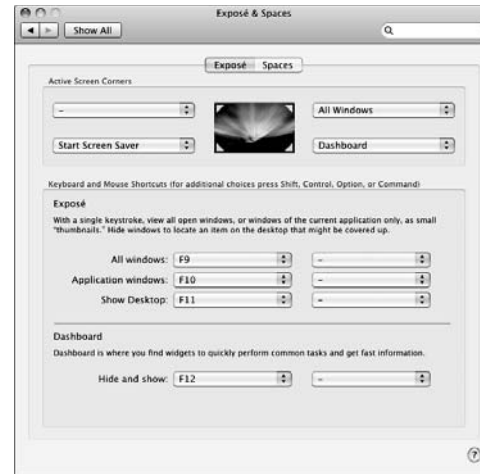 Exposé & Spaces
Show All
Exposé Spaces
Active Screen Corners
– All Windows
Start Screen Saver Dashboard
Keyboard and Mouse Shortcuts (for additional choices press Shift, Control, Option, or Command)
Exposé
With a single keystroke, view all open windows, or windows of the current application only, as small
"thumbnails." Hide windows to locate an item on the desktop that might be covered up.
All windows: F9 –
Application windows: F10 –
Show Desktop: F11 –
Dashboard
Dashboard is where you find widgets to quickly perform common tasks and get fast information.
Hide and show: F12 –
?